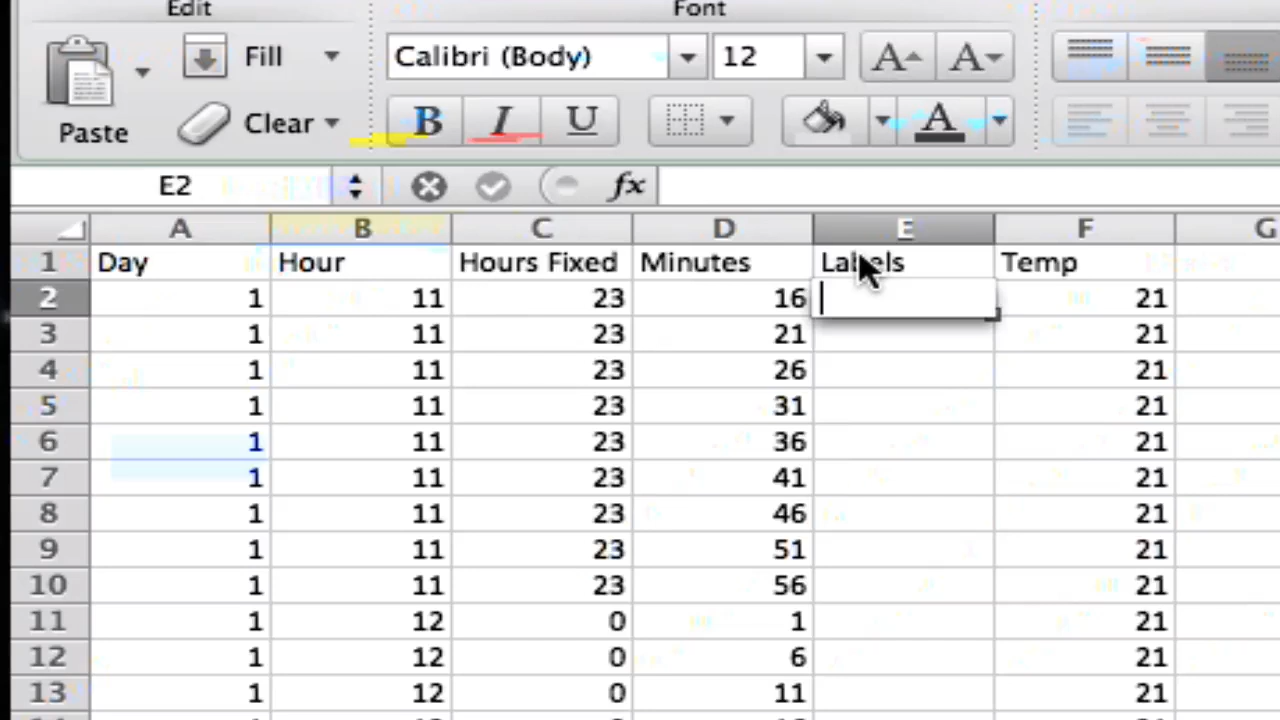 Edit Font
Fill Calibri (Body) 12 A A
Paste Clear B I U A
E2 fx
A B C D E F G
1 Day Hour Hours Fixed Minutes Labels Temp
2 1 11 23 16 21
3 1 11 23 21 21
4 1 11 23 26 21
5 1 11 23 31 21
6 1 11 23 36 21
7 1 11 23 41 21
8 1 11 23 46 21
9 1 11 23 51 21
10 1 11 23 56 21
11 1 12 0 1 21
12 1 12 0 6 21
13 1 12 0 11 21